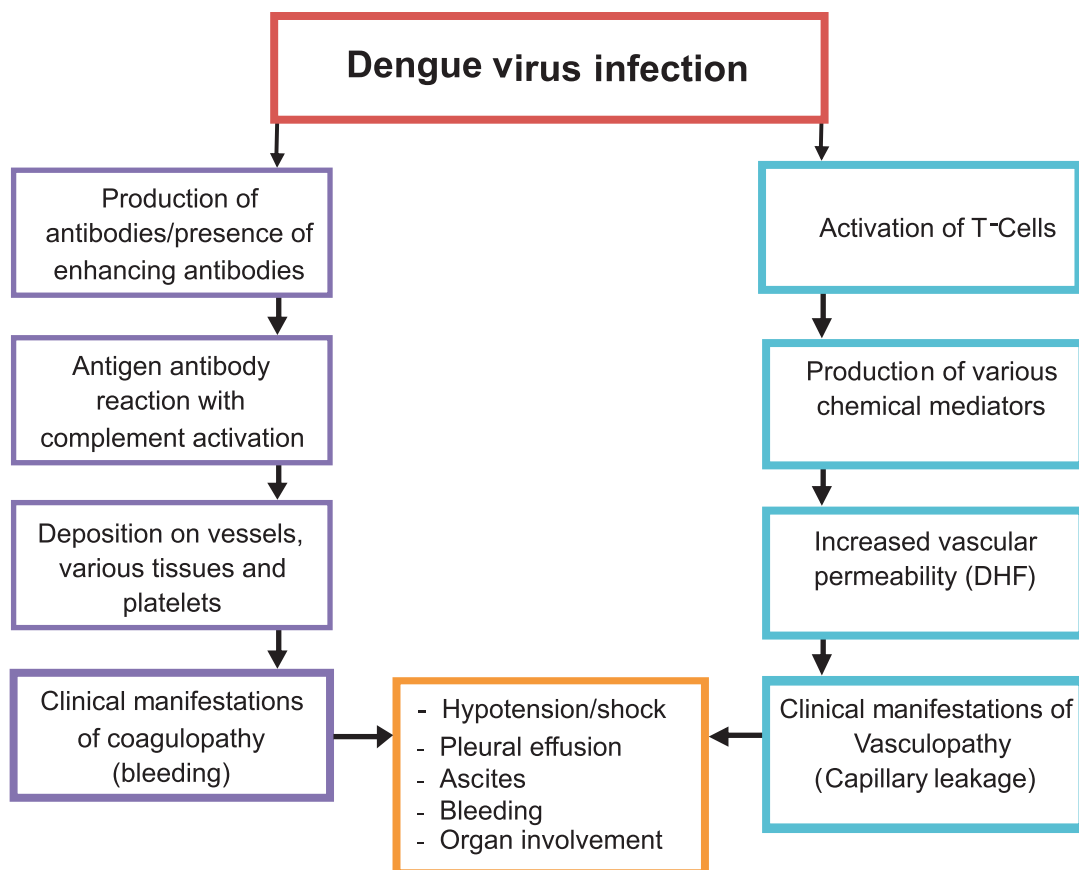 Dengue virus infection
Production of
antibodies/presence of
enhancing antibodies
Antigen antibody
reaction with
complement activation
Deposition on vessels,
various tissues and
platelets
Clinical manifestations
of coagulopathy
(bleeding)
Activation of T-Cells
Production of various
chemical mediators
Increased vascular
permeability (DHF)
Clinical manifestations of
Vasculopathy
(Capillary leakage)
- Hypotension/shock
- Pleural effusion
- Ascites
- Bleeding
- Organ involvement